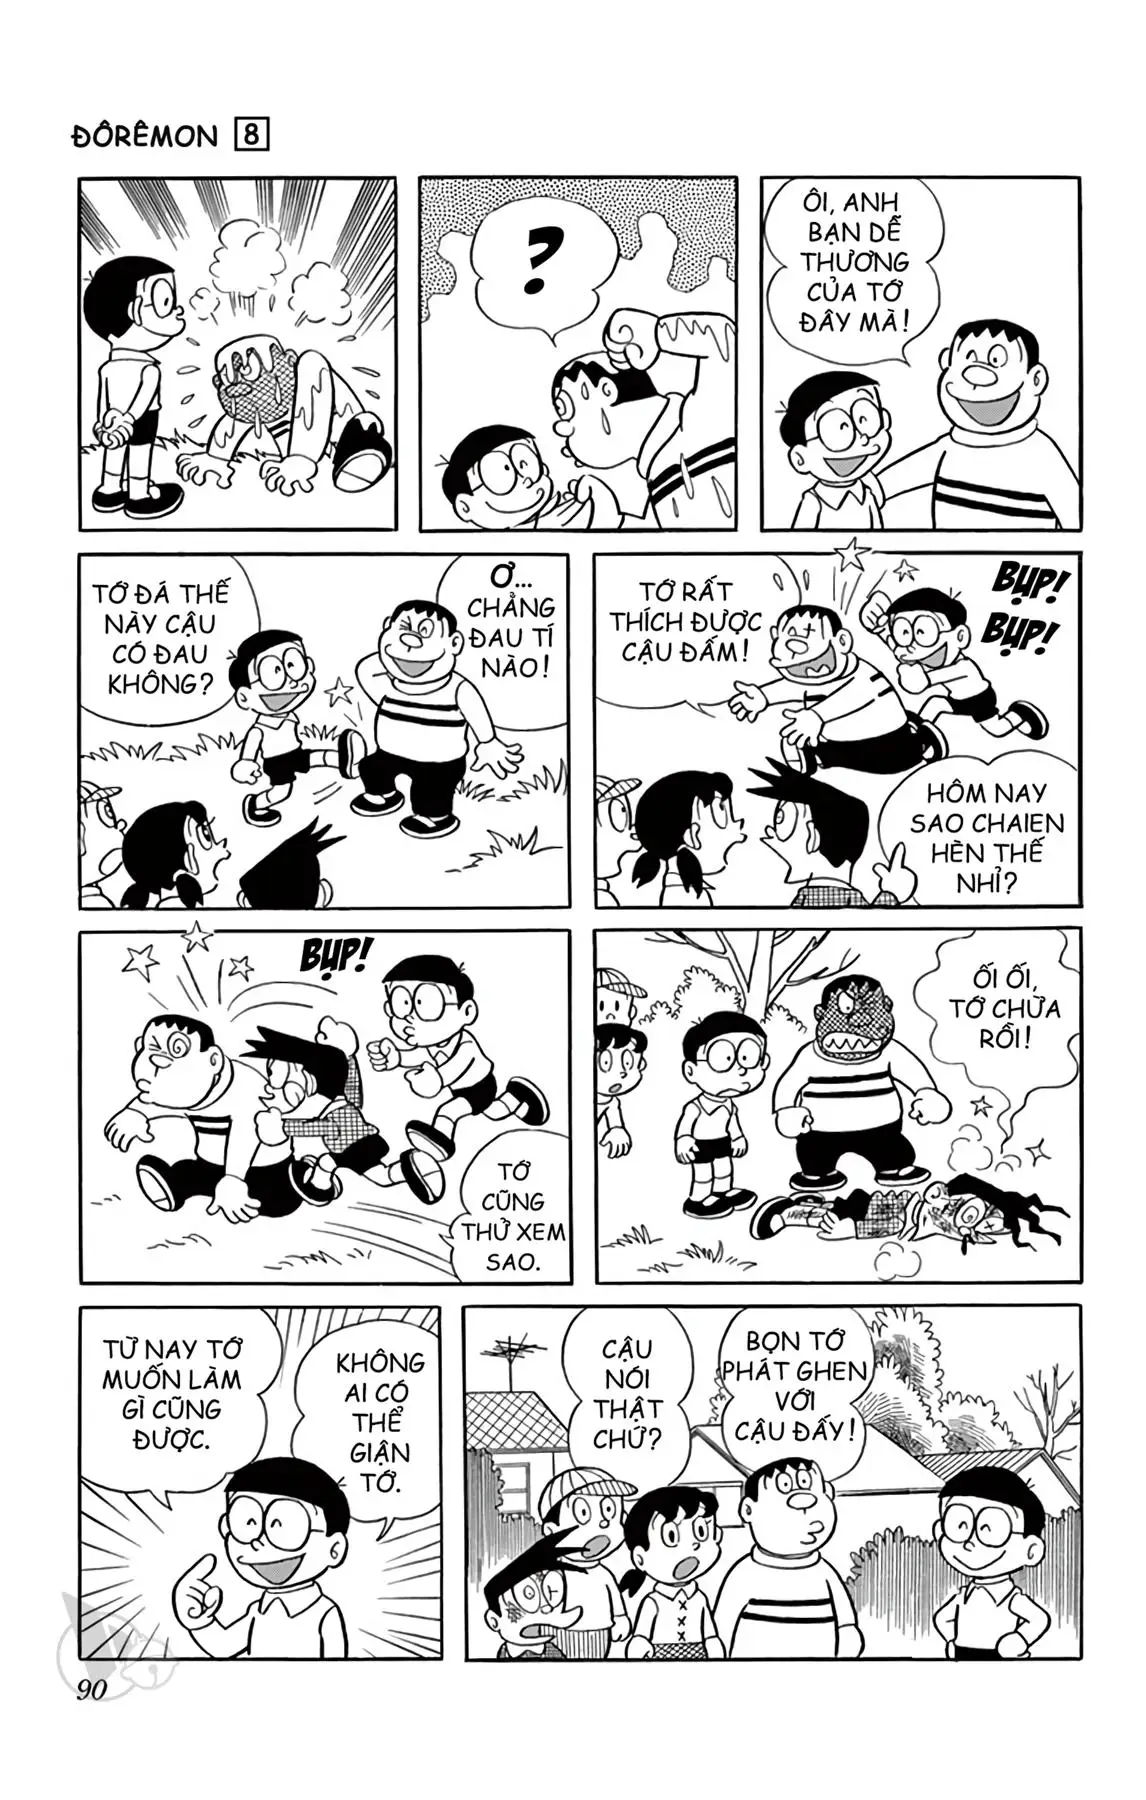 ĐÔRÊMON 8
?
ÔI, ANH
BẠN DỄ
THƯƠNG
CỦA TỚ
ĐÂY MÀ!
TỚ ĐÁ THẾ
NÀY CẬU
CÓ ĐAU
KHÔNG?
Ơ...
CHẲNG
ĐAU TÍ
NÀO!
TỚ RẤT
THÍCH ĐƯỢC
CẬU ĐẤM!
BỤP!
BỤP!
HÔM NAY
SAO CHAIEN
HÈN THẾ
NHỈ?
BỤP!
TỚ
CŨNG
THỬ XEM
SAO.
ỐI ỐI,
TỚ CHỪA
RỒI!
TỪ NAY TỚ
MUỐN LÀM
GÌ CŨNG
ĐƯỢC.
KHÔNG
AI CÓ
THỂ
GIẬN
TỚ.
CẬU
NÓI
THẬT
CHỨ?
BỌN TỚ
PHÁT GHEN
VỚI
CẬU ĐẤY!
90